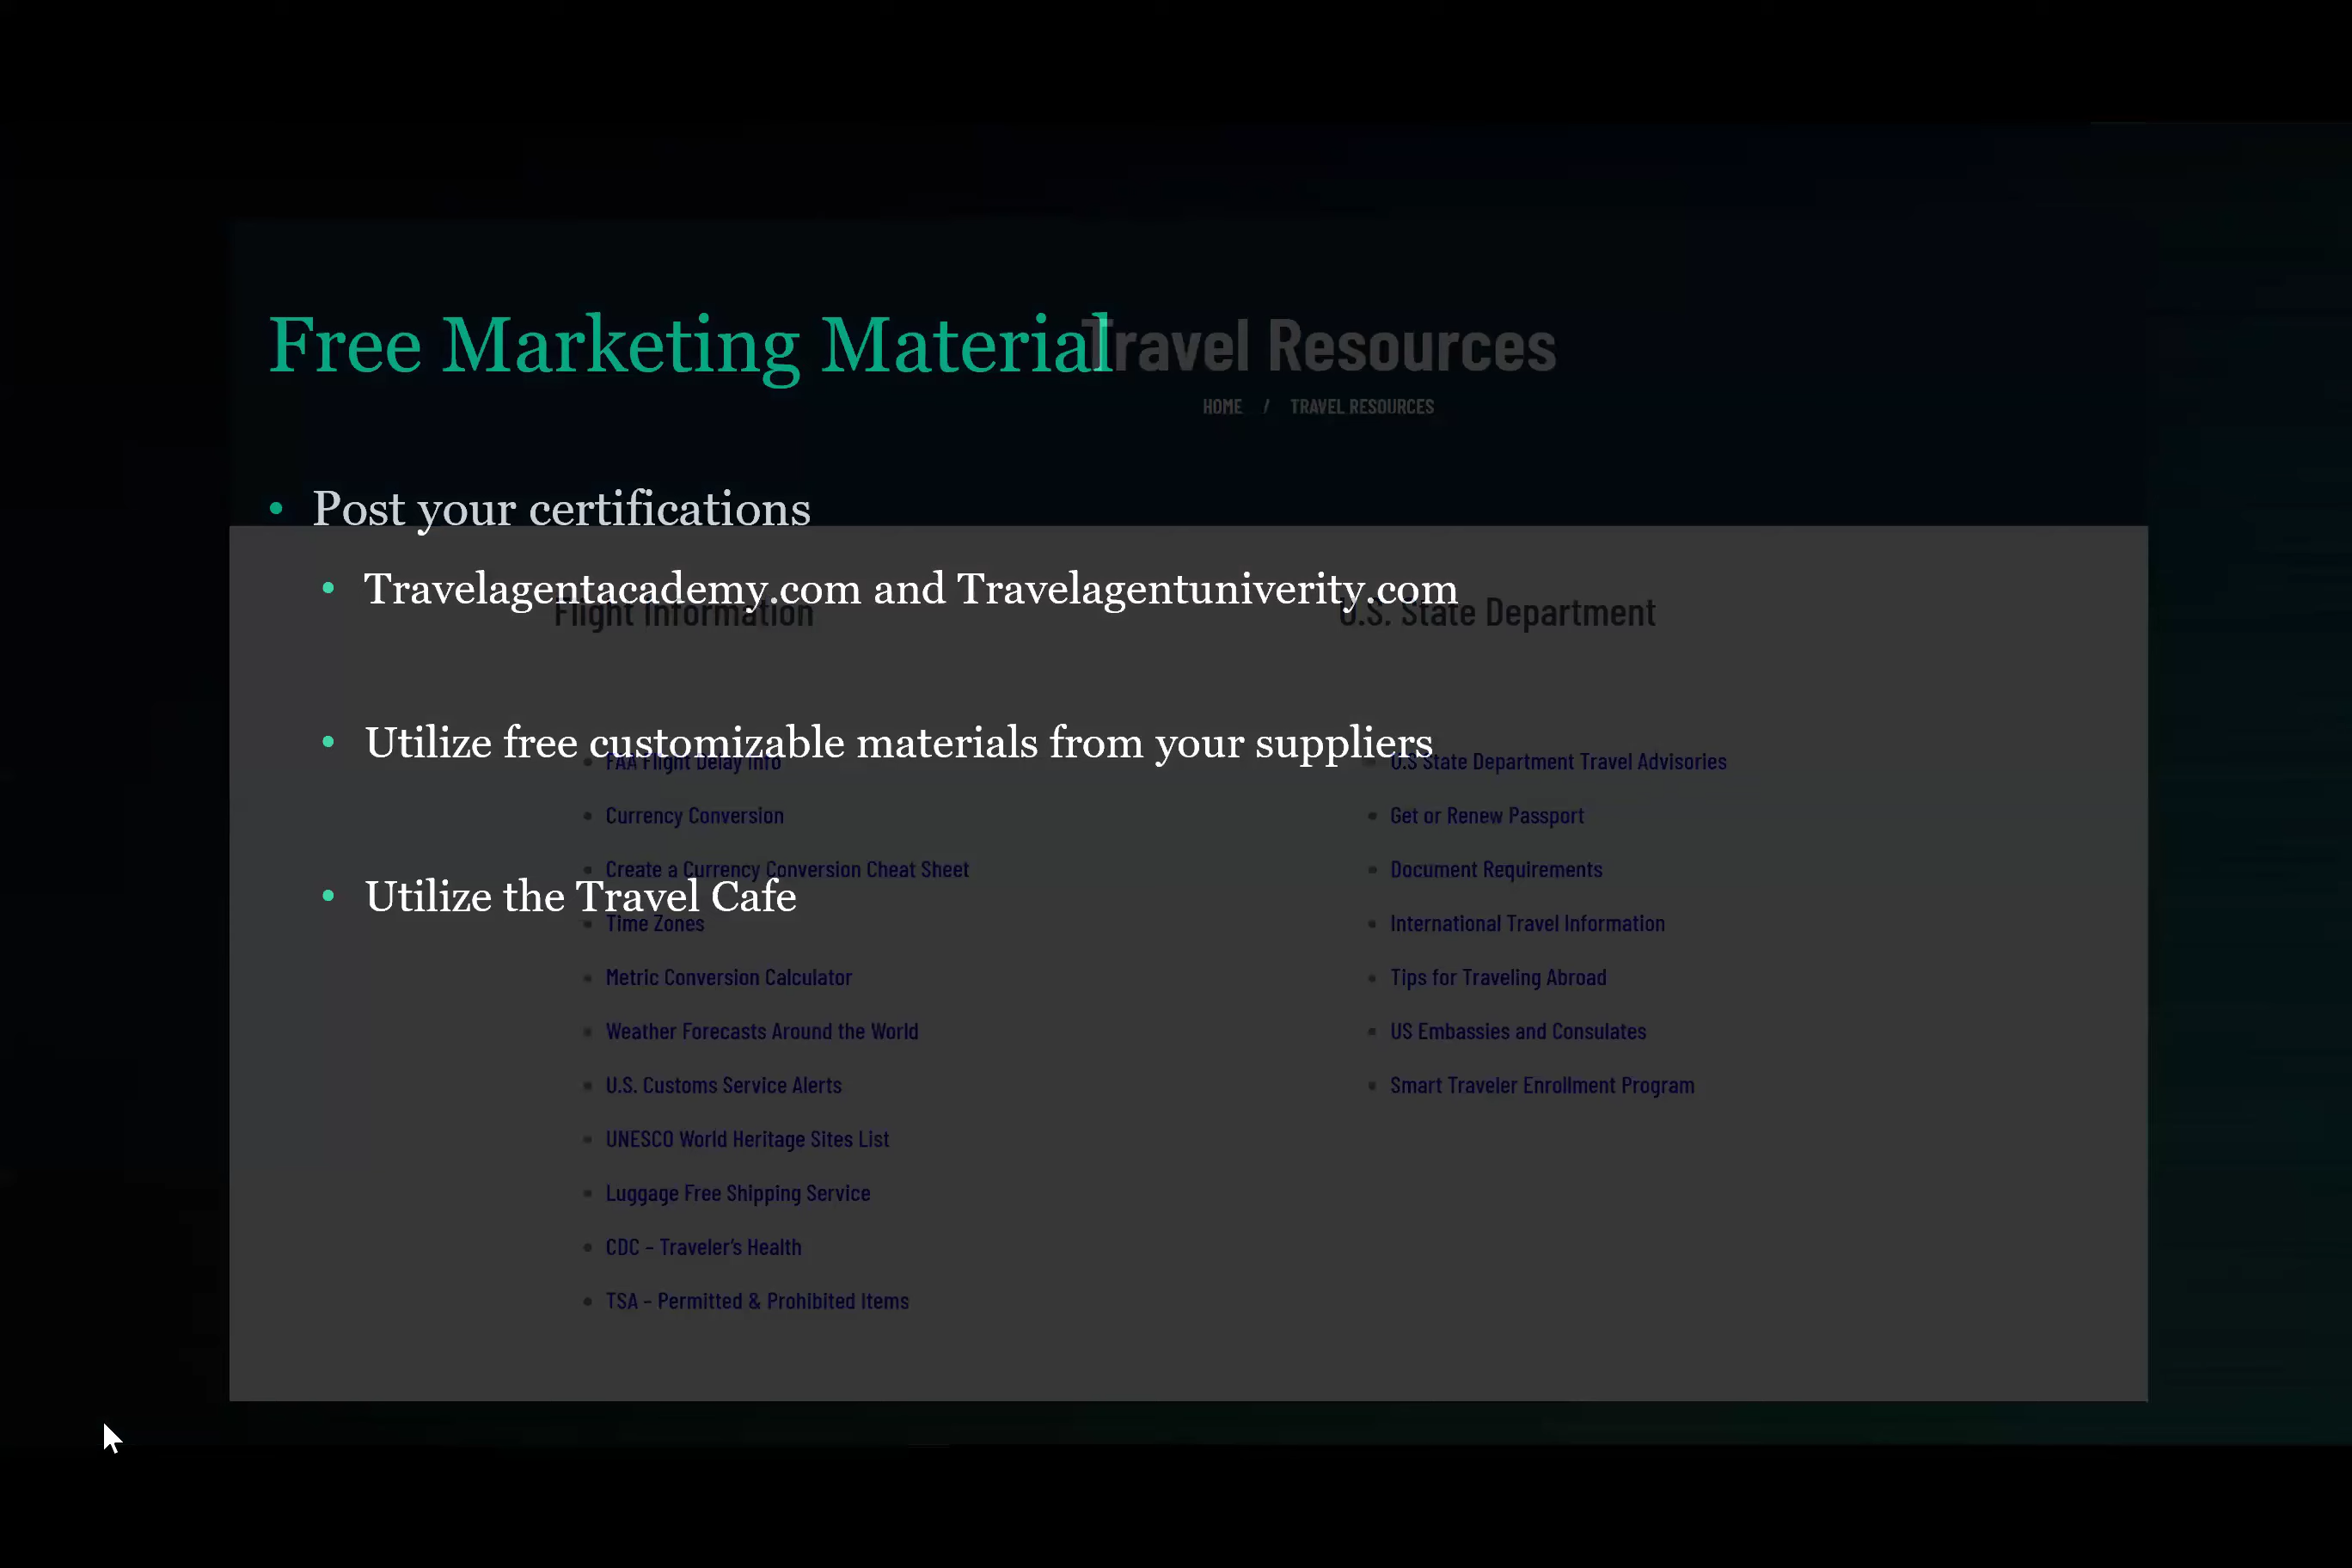 Free Marketing Material
Travel Resources
HOME / TRAVEL RESOURCES
• Post your certifications
• Travelagentacademy.com and Travelagentuniverity.com
Flight Information
U.S. State Department
• Utilize free customizable materials from your suppliers
• FAA Flight Delay Info
• Currency Conversion
• Create a Currency Conversion Cheat Sheet
• Utilize the Travel Cafe
• Time Zones
• Metric Conversion Calculator
• Weather Forecasts Around the World
• U.S. Customs Service Alerts
• UNESCO World Heritage Sites List
• Luggage Free Shipping Service
• CDC – Traveler’s Health
• TSA – Permitted & Prohibited Items
• U.S State Department Travel Advisories
• Get or Renew Passport
• Document Requirements
• International Travel Information
• Tips for Traveling Abroad
• US Embassies and Consulates
• Smart Traveler Enrollment Program